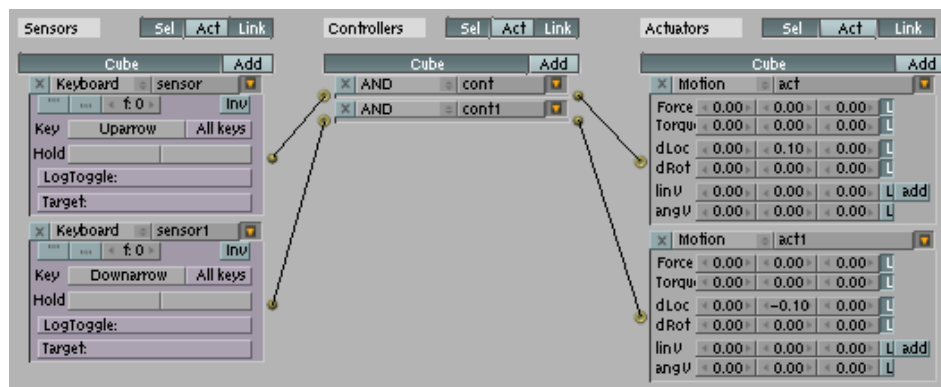 Sensors Sel Act Link Controllers Sel Act Link Actuators Sel Act Link
Cube Add Cube Add Cube Add
X Keyboard sensor X AND cont X Motion act
f: 0 Inv X AND cont1 Force 0.00 0.00 0.00 L
Key Uparrow All keys Torqu 0.00 0.00 0.00 L
Hold dLoc 0.00 0.10 0.00 L
LogToggle: dRot 0.00 0.00 0.00 L
Target: linV 0.00 0.00 0.00 L add
angV 0.00 0.00 0.00 L
X Keyboard sensor1 X Motion act1
f: 0 Inv Force 0.00 0.00 0.00 L
Key Downarrow All keys Torqu 0.00 0.00 0.00 L
Hold dLoc 0.00 -0.10 0.00 L
LogToggle: dRot 0.00 0.00 0.00 L
Target: linV 0.00 0.00 0.00 L add
angV 0.00 0.00 0.00 L